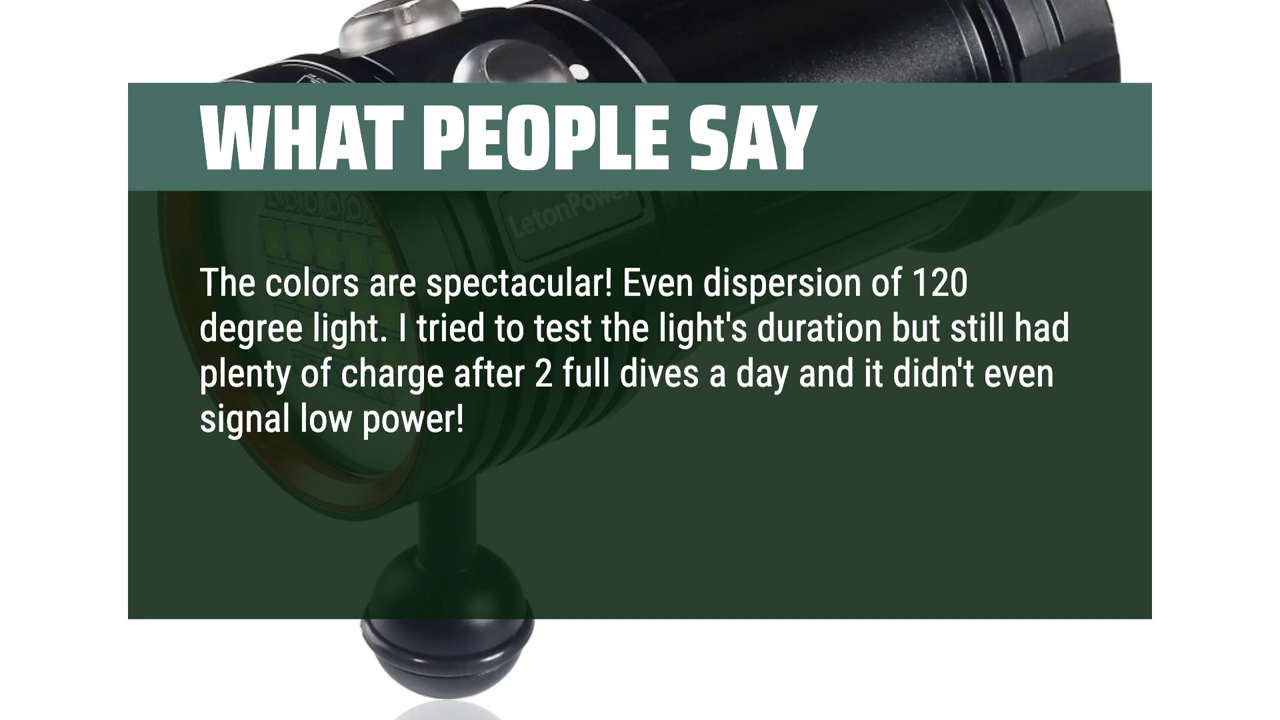 WHAT PEOPLE SAY
LetonPower
The colors are spectacular! Even dispersion of 120
degree light. I tried to test the light's duration but still had
plenty of charge after 2 full dives a day and it didn't even
signal low power!